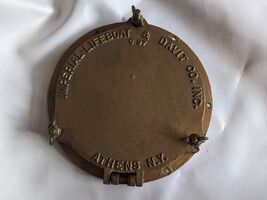 IMPERIAL LIFEBOAT & DAVIT CO. INC.
ATHENS N.Y.